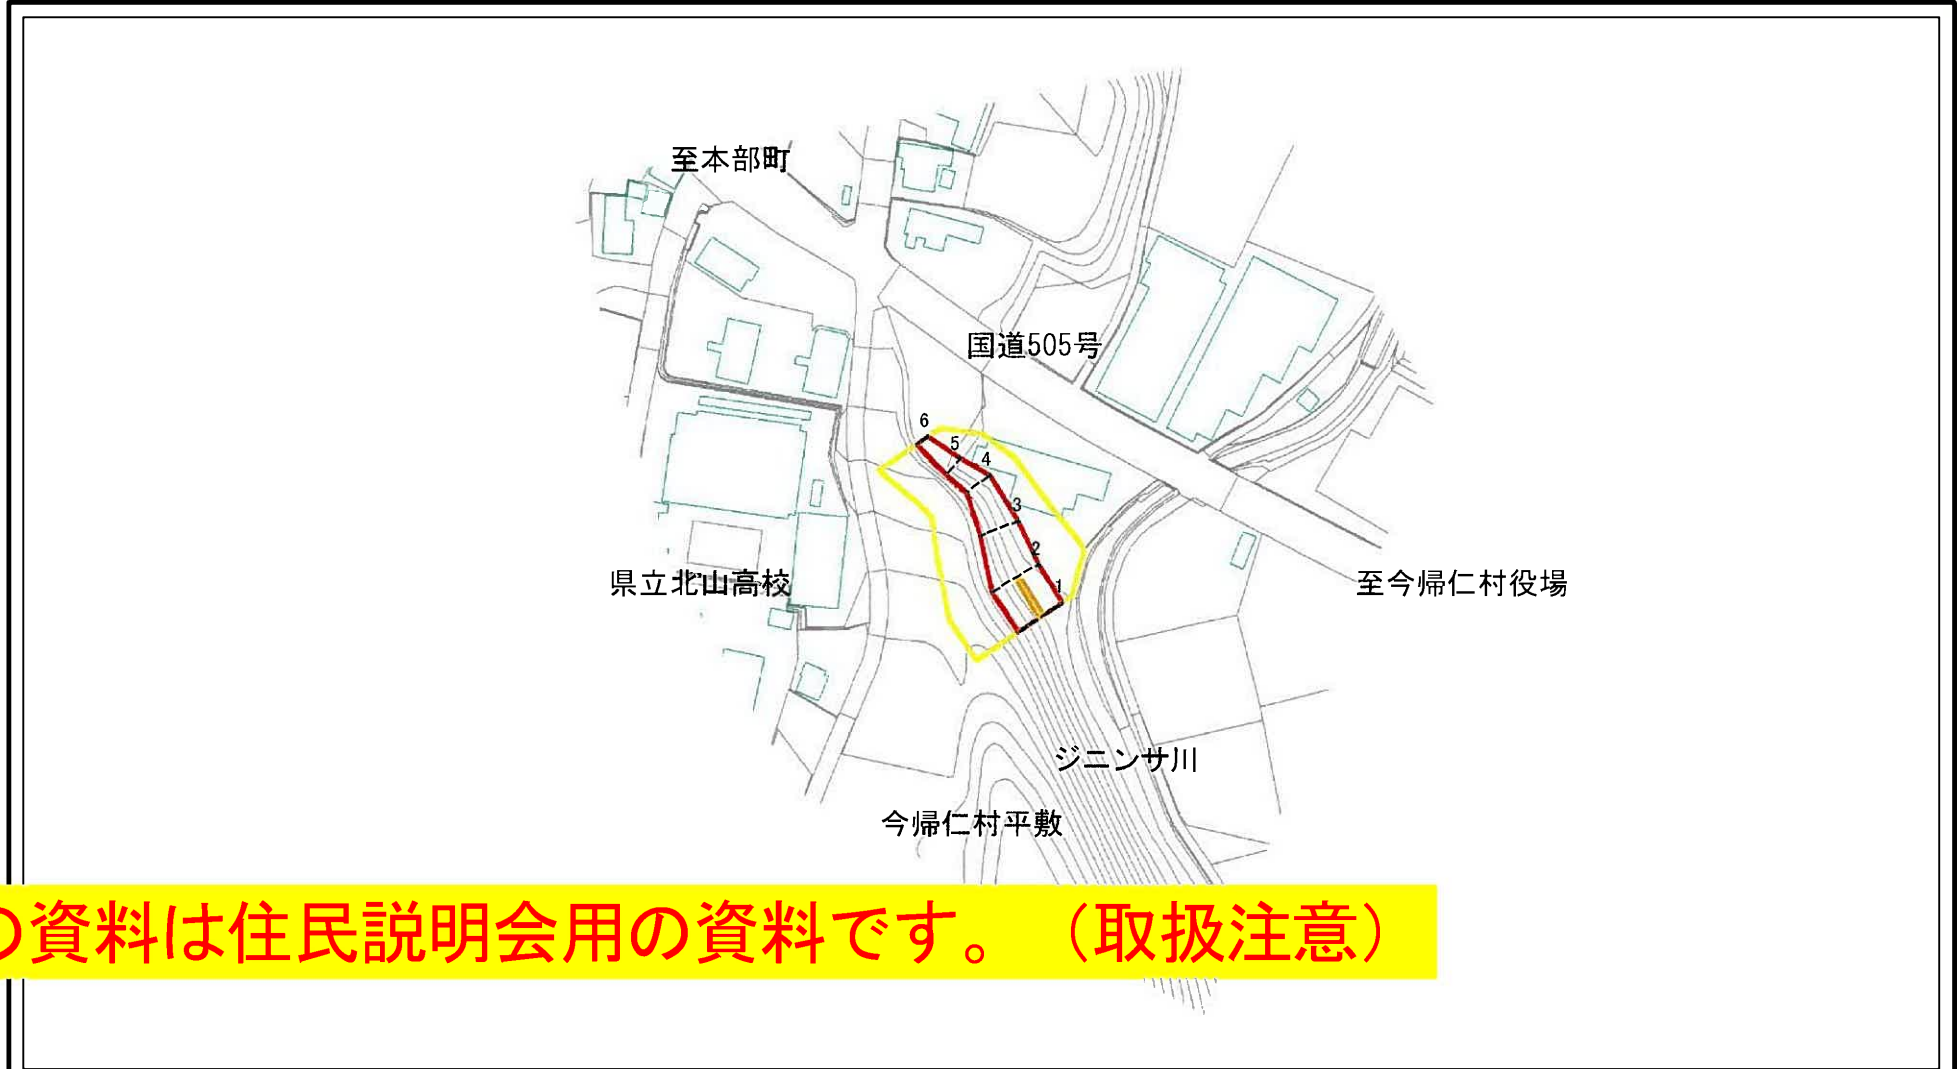 至本部町
国道505号
6
5
4
3
2
1
県立北山高校
至今帰仁村役場
ジニンサ川
今帰仁村平敷
の資料は住民説明会用の資料です。（取扱注意）